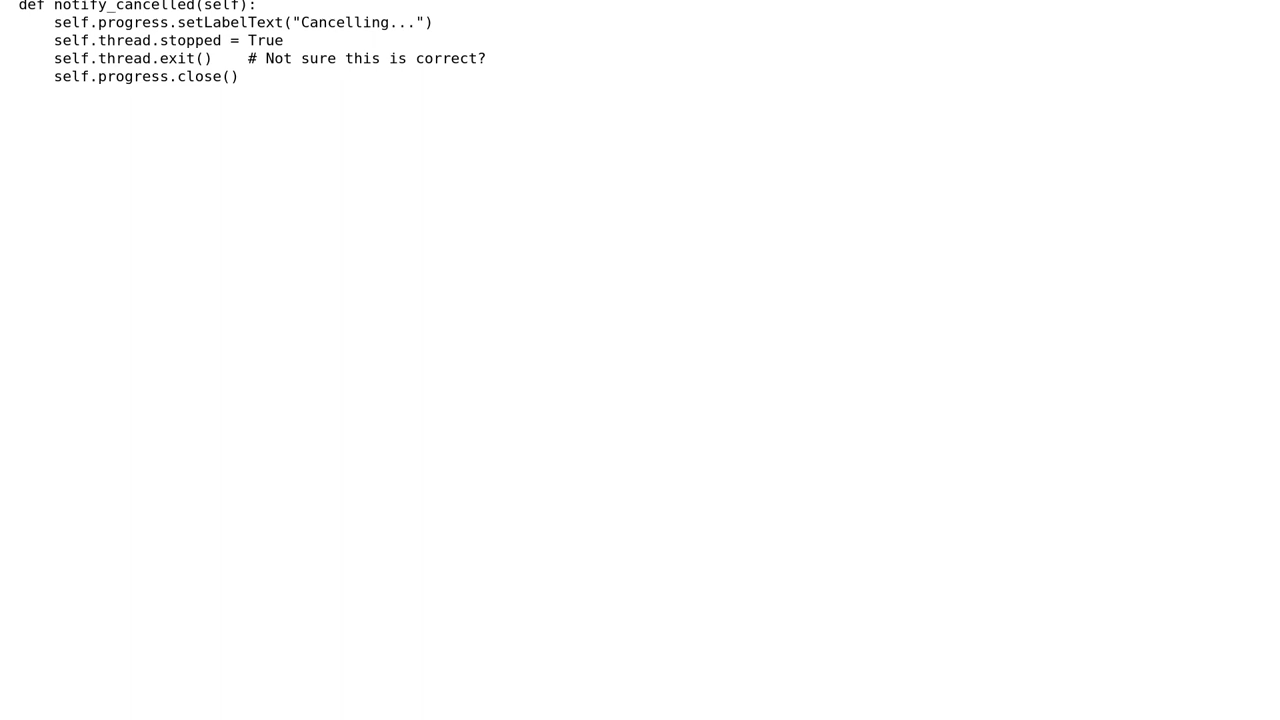 def notify_cancelled(self):
    self.progress.setLabelText("Cancelling...")
    self.thread.stopped = True
    self.thread.exit()    # Not sure this is correct?
    self.progress.close()